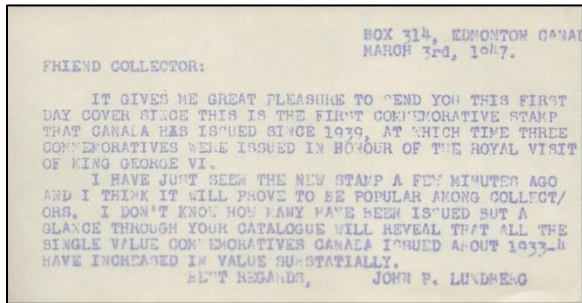 BOX 314, EDMONTON CANAD
MARCH 3rd, 1947.
FRIEND COLLECTOR:
IT GIVES ME GREAT PLEASURE TO SEND YOU THIS FIRST
DAY COVER SINCE THIS IS THE FIRST COMMEMORATIVE STAMP
THAT CANADA HAS ISSUED SINCE 1939, AT WHICH TIME THREE
COMMEMORATIVES WERE ISSUED IN HONOUR OF THE ROYAL VISIT
OF KING GEORGE VI.
I HAVE JUST SEEN THE NEW STAMP A FEW MINUTES AGO
AND I THINK IT WILL PROVE TO BE POPULAR AMONG COLLECT/
ORS. I DON'T KNOW HOW MANY HAVE BEEN ISSUED BUT A
GLANCE THROUGH YOUR CATALOGUE WILL REVEAL THAT ALL THE
SINGLE VALUE COMMEMORATIVES CANADA ISSUED ABOUT 1933-4
HAVE INCREASED IN VALUE SUBSTATIALLY.
BEST REGARDS, JOHN P. LUNDBERG